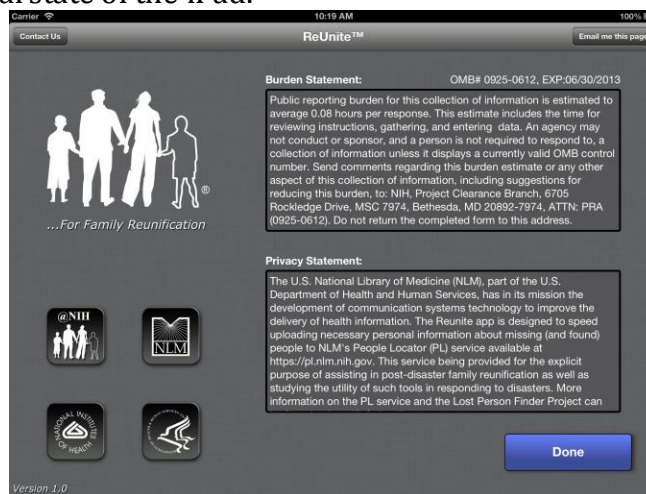 Carrier 10:19 AM 100%
Contact Us ReUnite™ Email me this page
Burden Statement: OMB# 0925-0612, EXP:06/30/2013
Public reporting burden for this collection of information is estimated to
average 0.08 hours per response. This estimate includes the time for
reviewing instructions, gathering, and entering data. An agency may
not conduct or sponsor, and a person is not required to respond to, a
collection of information unless it displays a currently valid OMB control
number. Send comments regarding this burden estimate or any other
aspect of this collection of information, including suggestions for
reducing this burden, to: NIH, Project Clearance Branch, 6705
Rockledge Drive, MSC 7974, Bethesda, MD 20892-7974, ATTN: PRA
(0925-0612). Do not return the completed form to this address.
®
...For Family Reunification
Privacy Statement:
The U.S. National Library of Medicine (NLM), part of the U.S.
Department of Health and Human Services, has in its mission the
development of communication systems technology to improve the
delivery of health information. The Reunite app is designed to speed
uploading necessary personal information about missing (and found)
people to NLM's People Locator (PL) service available at
https://pl.nlm.nih.gov. This service being provided for the explicit
purpose of assisting in post-disaster family reunification as well as
studying the utility of such tools in responding to disasters. More
information on the PL service and the Lost Person Finder Project can
@NIH
NLM
NATIONAL INSTITUTES
OF HEALTH
Done
Version 1.0